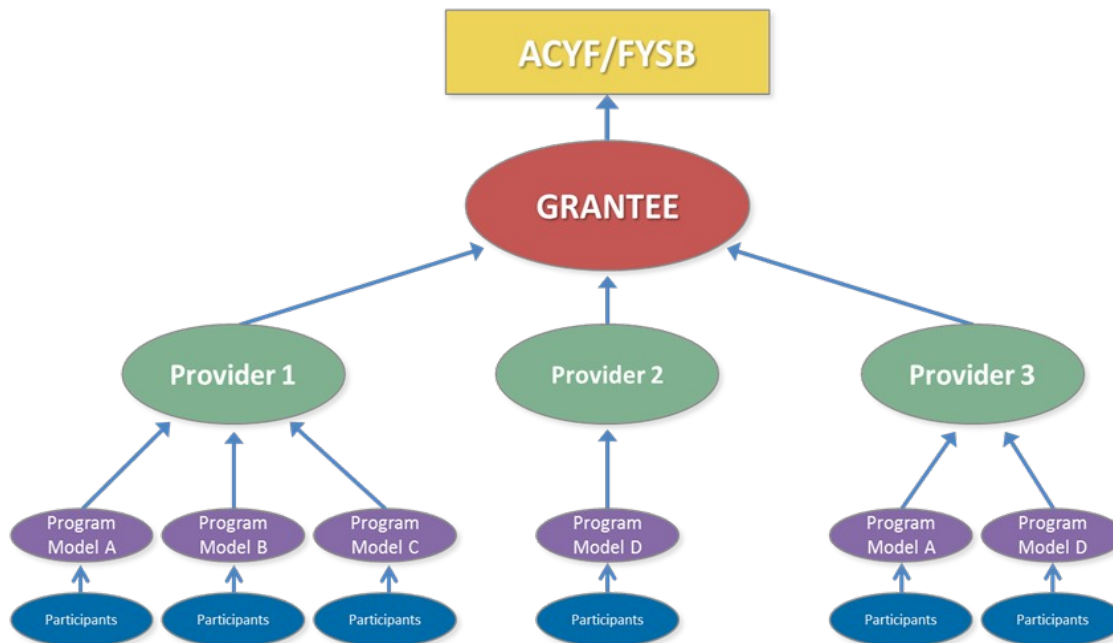 ACYF/FYSB
GRANTEE
Provider 1
Provider 2
Provider 3
Program
Model A
Program
Model B
Program
Model C
Program
Model D
Program
Model A
Program
Model D
Participants
Participants
Participants
Participants
Participants
Participants